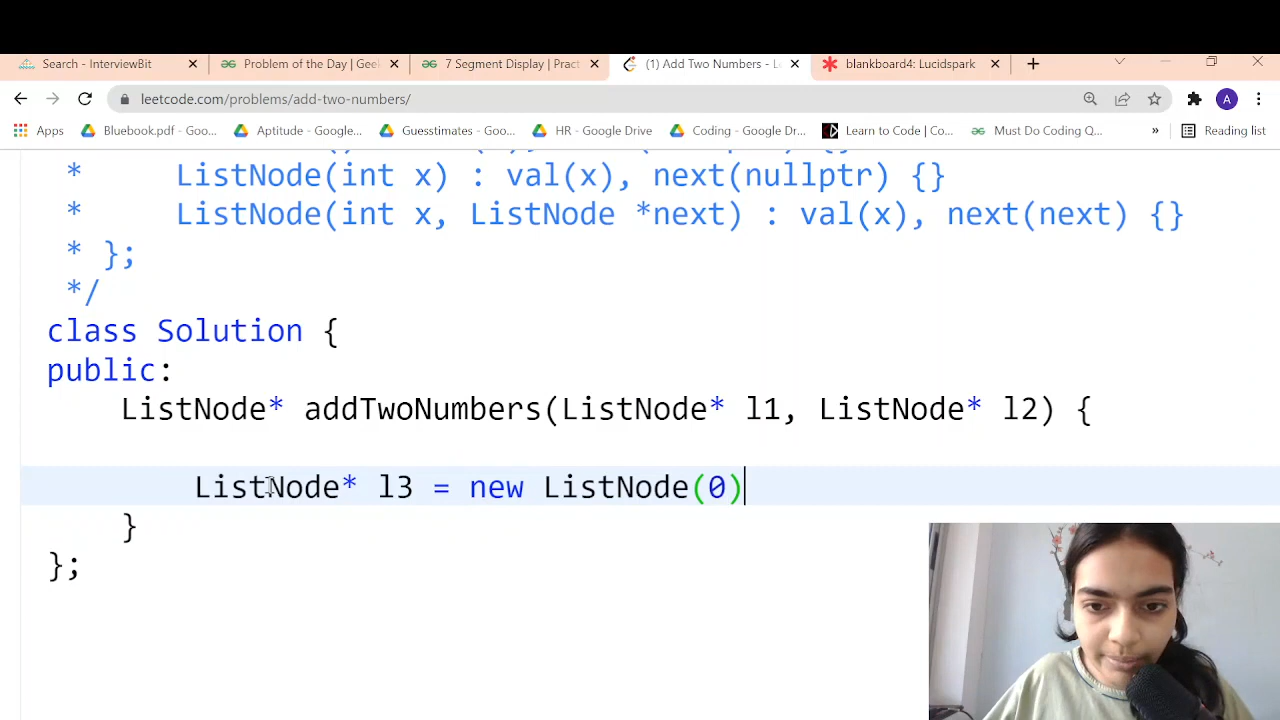 Search - InterviewBit
Problem of the Day | Geek
7 Segment Display | Pract
(1) Add Two Numbers - L
blankboard4: Lucidspark
leetcode.com/problems/add-two-numbers/
A
Apps
Bluebook.pdf - Goo...
Aptitude - Google...
Guesstimates - Goo...
HR - Google Drive
Coding - Google Dr...
Learn to Code | Co...
Must Do Coding Q...
»
Reading list
* ListNode(int x) : val(x), next(nullptr) {}
* ListNode(int x, ListNode *next) : val(x), next(next) {}
* };
*/
class Solution {
public:
ListNode* addTwoNumbers(ListNode* l1, ListNode* l2) {
ListNode* l3 = new ListNode(0)
}
};